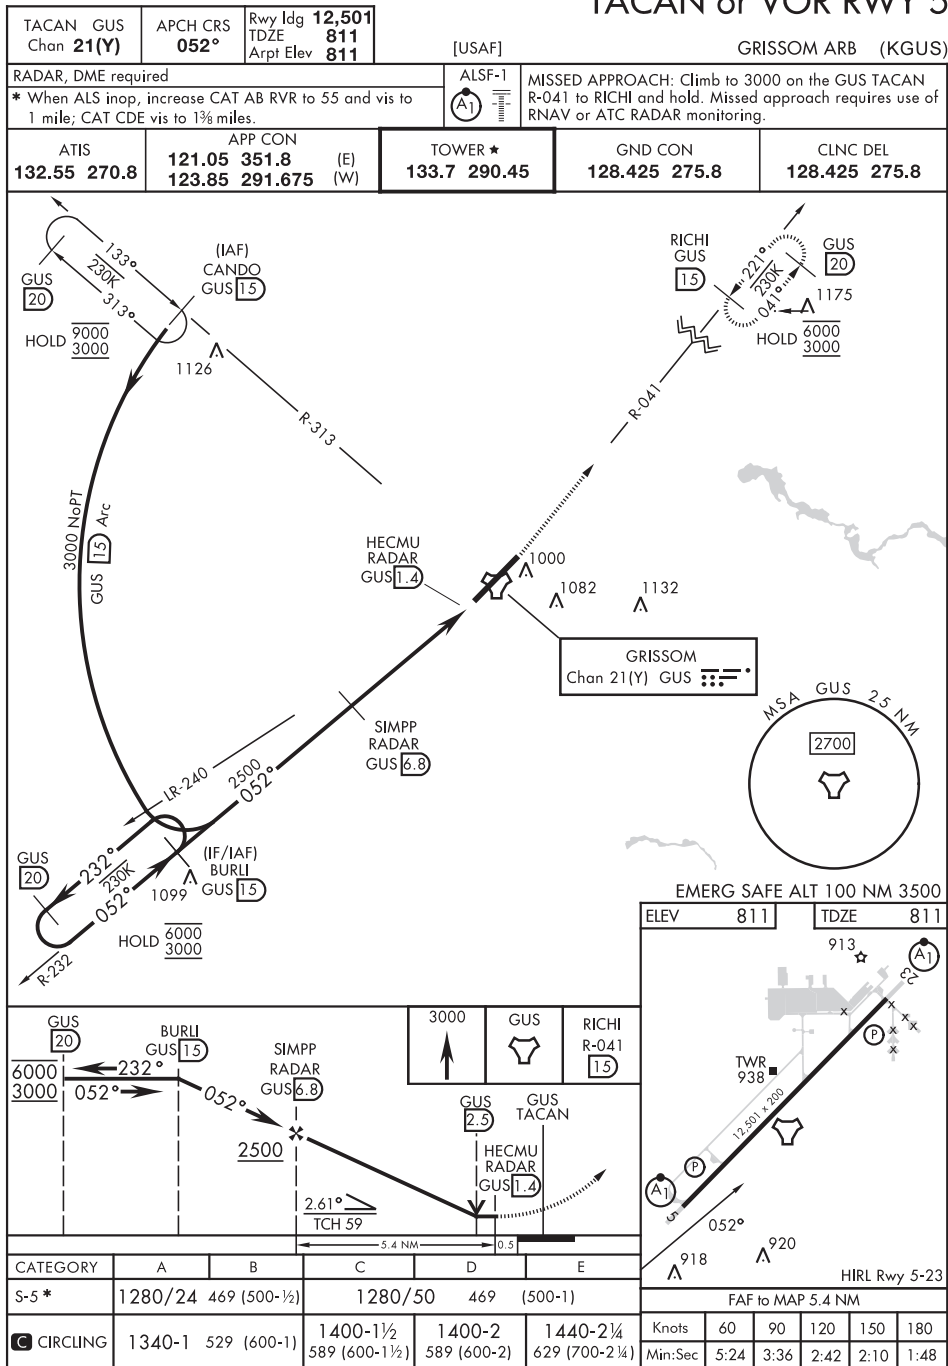 TACAN or VOR RWY 5
TACAN GUS
Chan 21(Y)
APCH CRS
052°
Rwy ldg 12,501
TDZE 811
Arpt Elev 811
[USAF]
GRISSOM ARB (KGUS)
RADAR, DME required
* When ALS inop, increase CAT AB RVR to 55 and vis to
1 mile; CAT CDE vis to 1⅜ miles.
ALSF-1
A1
MISSED APPROACH: Climb to 3000 on the GUS TACAN
R-041 to RICHI and hold. Missed approach requires use of
RNAV or ATC RADAR monitoring.
ATIS
132.55 270.8
APP CON
121.05 351.8 (E)
123.85 291.675 (W)
TOWER ★
133.7 290.45
GND CON
128.425 275.8
CLNC DEL
128.425 275.8
133°
230K
313°
GUS
20
(IAF)
CANDO
GUS 15
HOLD 9000
3000
1126
R-313
RICHI
GUS
15
221°
230K
041°
GUS
20
1175
HOLD 6000
3000
R-041
3000 NoPT
GUS 15 Arc
HECMU
RADAR
GUS 1.4
1000
1082
1132
GRISSOM
Chan 21(Y) GUS
SIMPP
RADAR
GUS 6.8
MSA GUS 25 NM
2700
LR-240
2500
052°
GUS
20
232°
230K
052°
1099
(IF/IAF)
BURLI
GUS 15
HOLD 6000
3000
R-232
EMERG SAFE ALT 100 NM 3500
ELEV 811
TDZE 811
913
A1
23
P
TWR
938
12,501 x 200
P
A1
5
052°
918
920
HIRL Rwy 5-23
GUS
20
BURLI
GUS 15
SIMPP
RADAR
GUS 6.8
3000
GUS
RICHI
R-041
15
6000
3000
232°
052°
052°
2500
GUS
2.5
GUS
TACAN
HECMU
RADAR
GUS 1.4
2.61°
TCH 59
5.4 NM
0.5
CATEGORY A B C D E
S-5 * 1280/24 469 (500-½) 1280/50 469 (500-1)
C CIRCLING 1340-1 529 (600-1)
1400-1½
589 (600-1½)
1400-2
589 (600-2)
1440-2¼
629 (700-2¼)
FAF to MAP 5.4 NM
Knots 60 90 120 150 180
Min:Sec 5:24 3:36 2:42 2:10 1:48